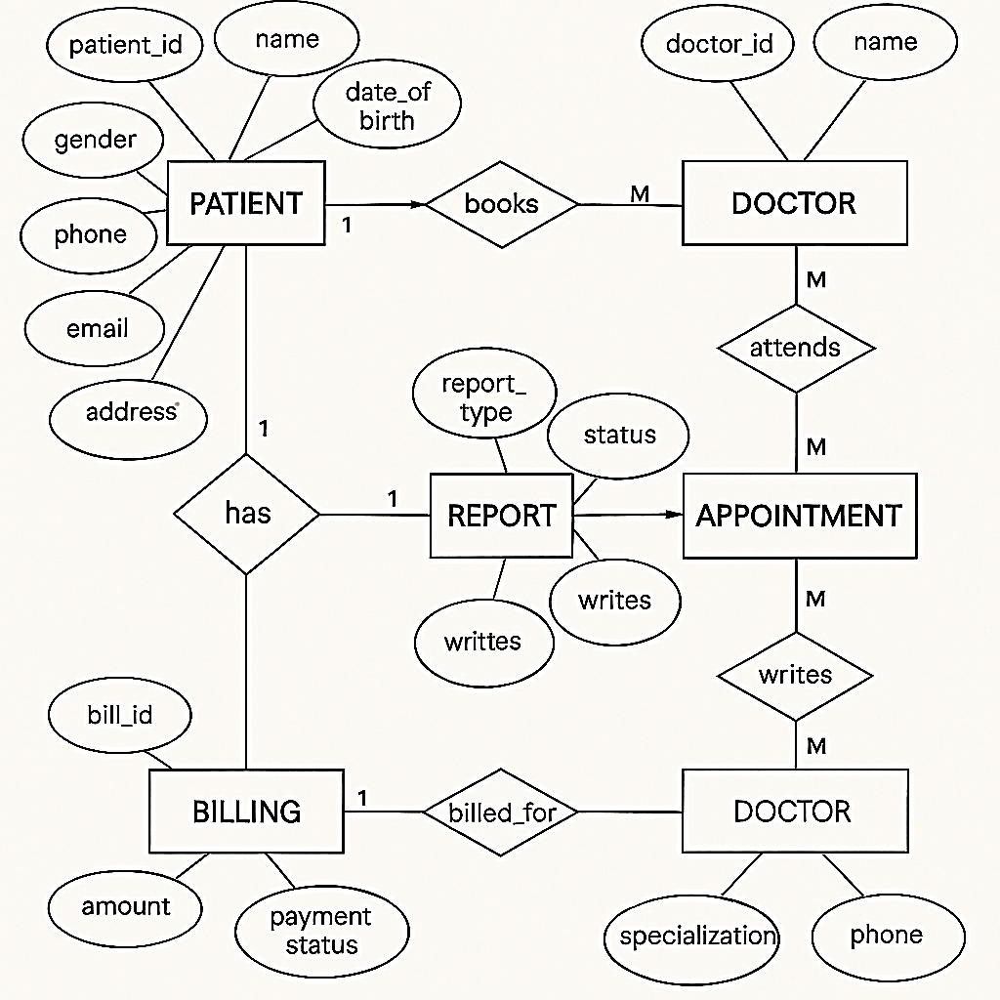 patient_id
name
date_of
birth
gender
phone
email
address
PATIENT
1
books
M
doctor_id
name
DOCTOR
M
attends
M
1
has
1
report_
type
status
REPORT
writtes
writes
APPOINTMENT
M
writes
M
bill_id
BILLING
1
billed_for
DOCTOR
amount
payment
status
specialization
phone